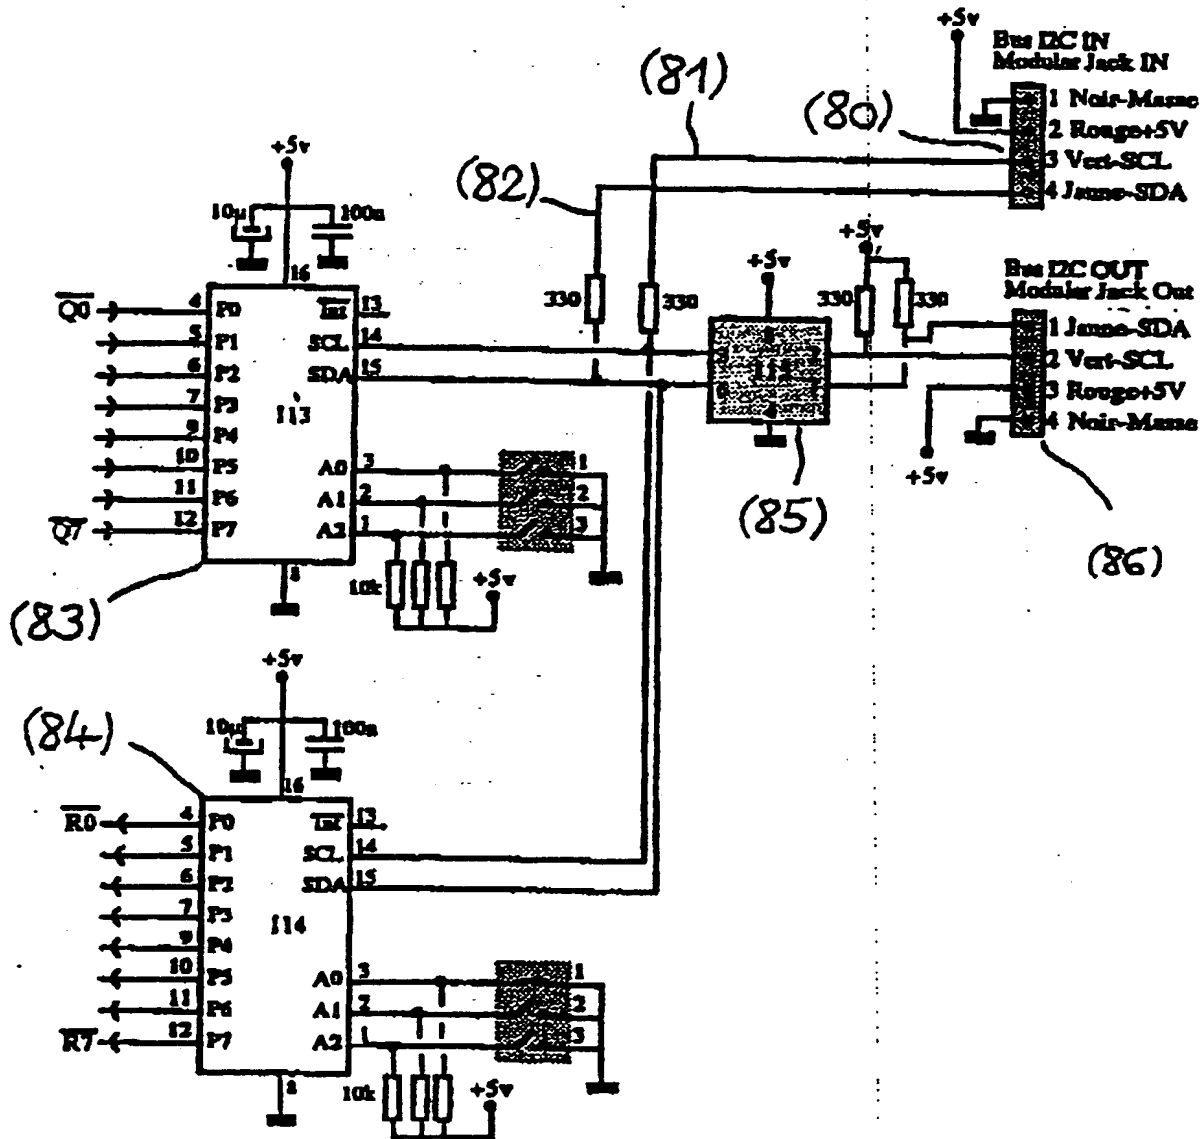 +5v
Bus I2C IN
Modular Jack IN
1 Noir-Masse
2 Rouge+5V
3 Vert-SCL
4 Jaune-SDA
(80)
(81)
(82)
+5v
10µ
100n
16
330
330
+5v
+5v
330
330
Bus I2C OUT
Modular Jack Out
1 Jaune-SDA
2 Vert-SCL
3 Rouge+5V
4 Noir-Masse
+5v
(85)
(86)
Q0
4 P0
5 P1
6 P2
7 P3
9 P4
10 P5
11 P6
Q7
12 P7
Int 13
SCL 14
SDA 15
I13
A0 3
A1 2
A2 1
1
2
3
8
10k
+5v
(83)
+5v
10µ
100n
16
(84)
R0
4 P0
5 P1
6 P2
7 P3
9 P4
10 P5
11 P6
R7
12 P7
Int 13
SCL 14
SDA 15
I14
A0 3
A1 2
A2 1
1
2
3
8
10k
+5v